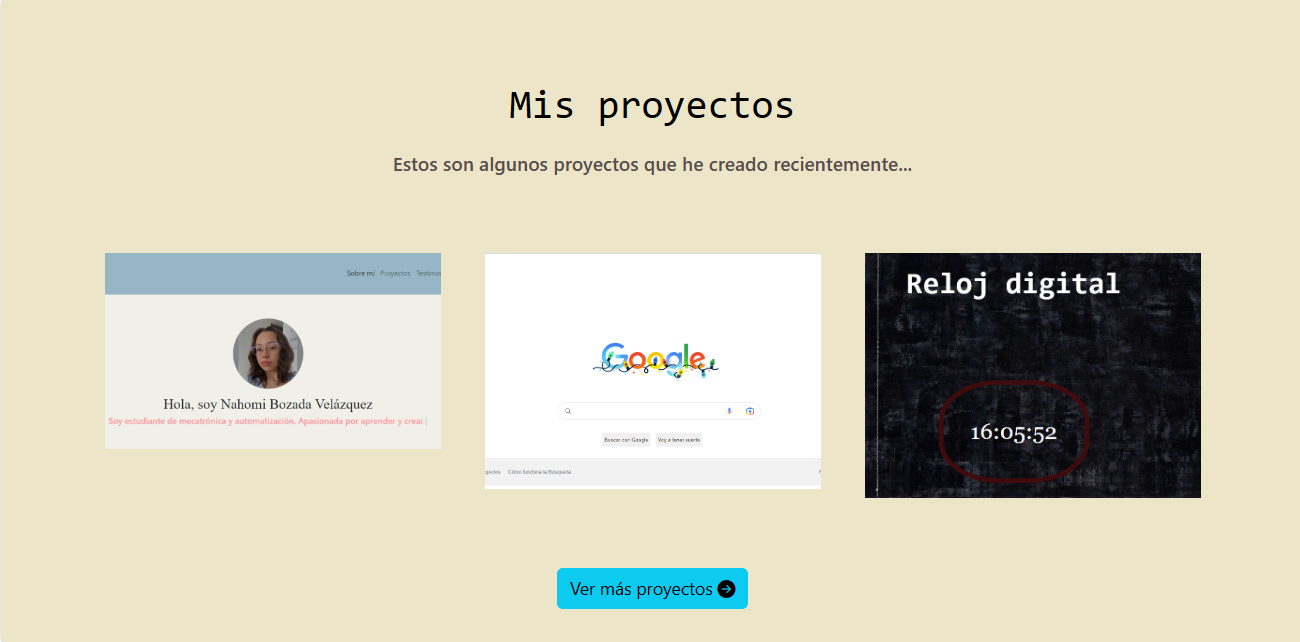 Mis proyectos
Estos son algunos proyectos que he creado recientemente...
Sobre mi Proyectos Testimo
Hola, soy Nahomi Bozada Velázquez
Soy estudiante de mecatrónica y automatización. Apasionada por aprender y crear.|
Google
Buscar con Google Voy a tener suerte
Cómo funciona la Búsqueda
Reloj digital
16:05:52
Ver más proyectos